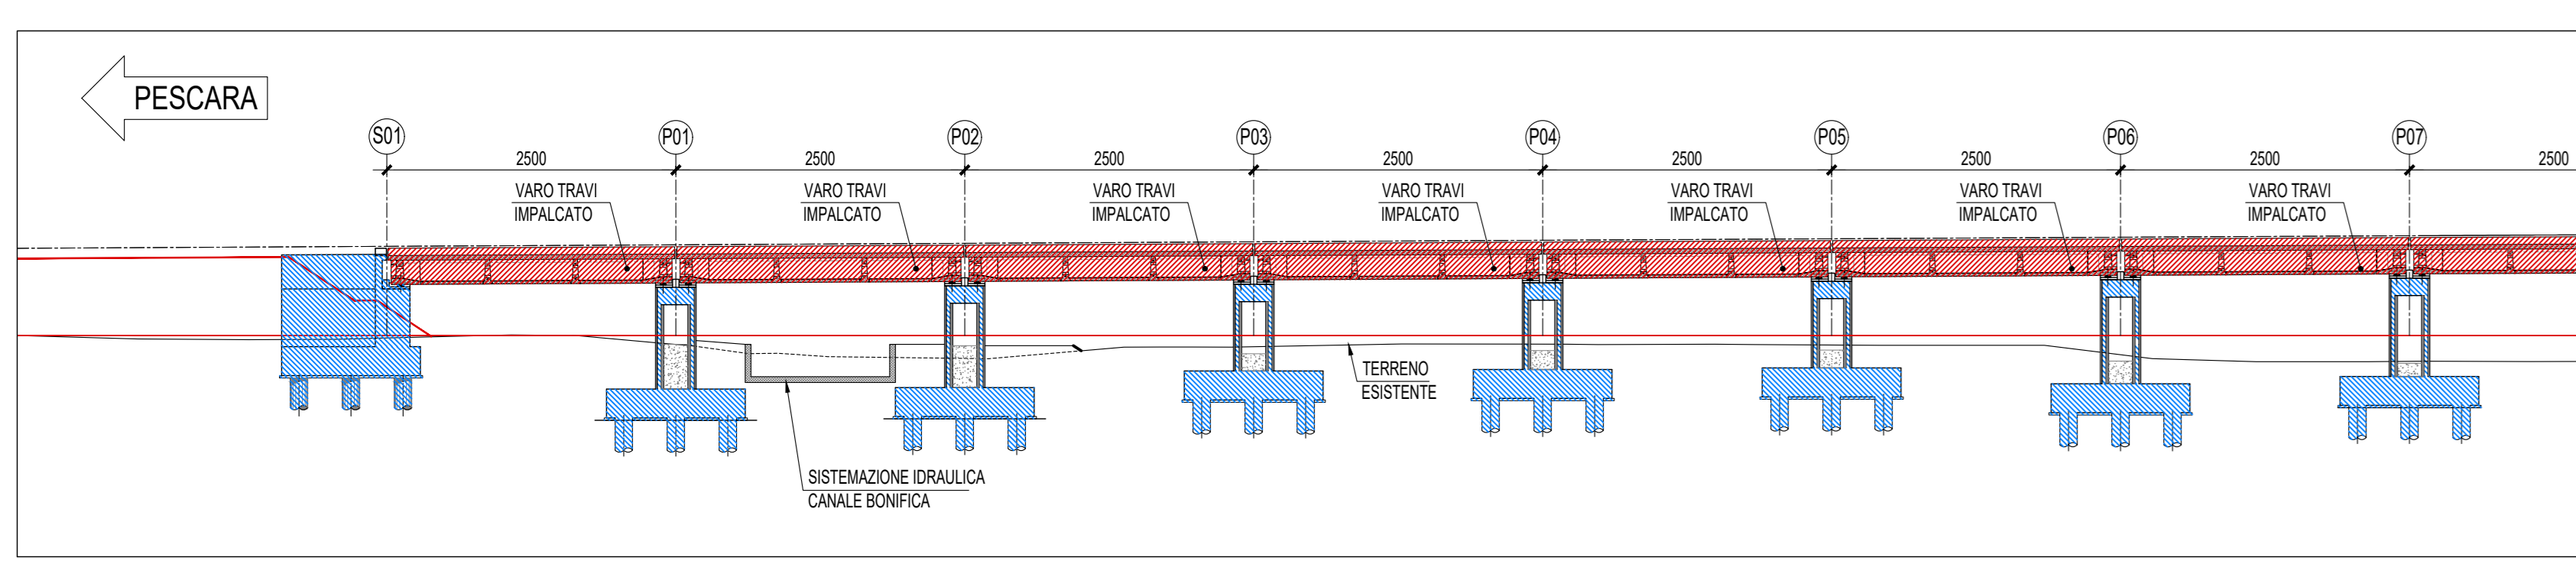 PESCARA
S01 P01 P02 P03 P04 P05 P06 P07
2500 2500 2500 2500 2500 2500 2500 2500
VARO TRAVI
IMPALCATO
VARO TRAVI
IMPALCATO
VARO TRAVI
IMPALCATO
VARO TRAVI
IMPALCATO
VARO TRAVI
IMPALCATO
VARO TRAVI
IMPALCATO
VARO TRAVI
IMPALCATO
TERRENO
ESISTENTE
SISTEMAZIONE IDRAULICA
CANALE BONIFICA